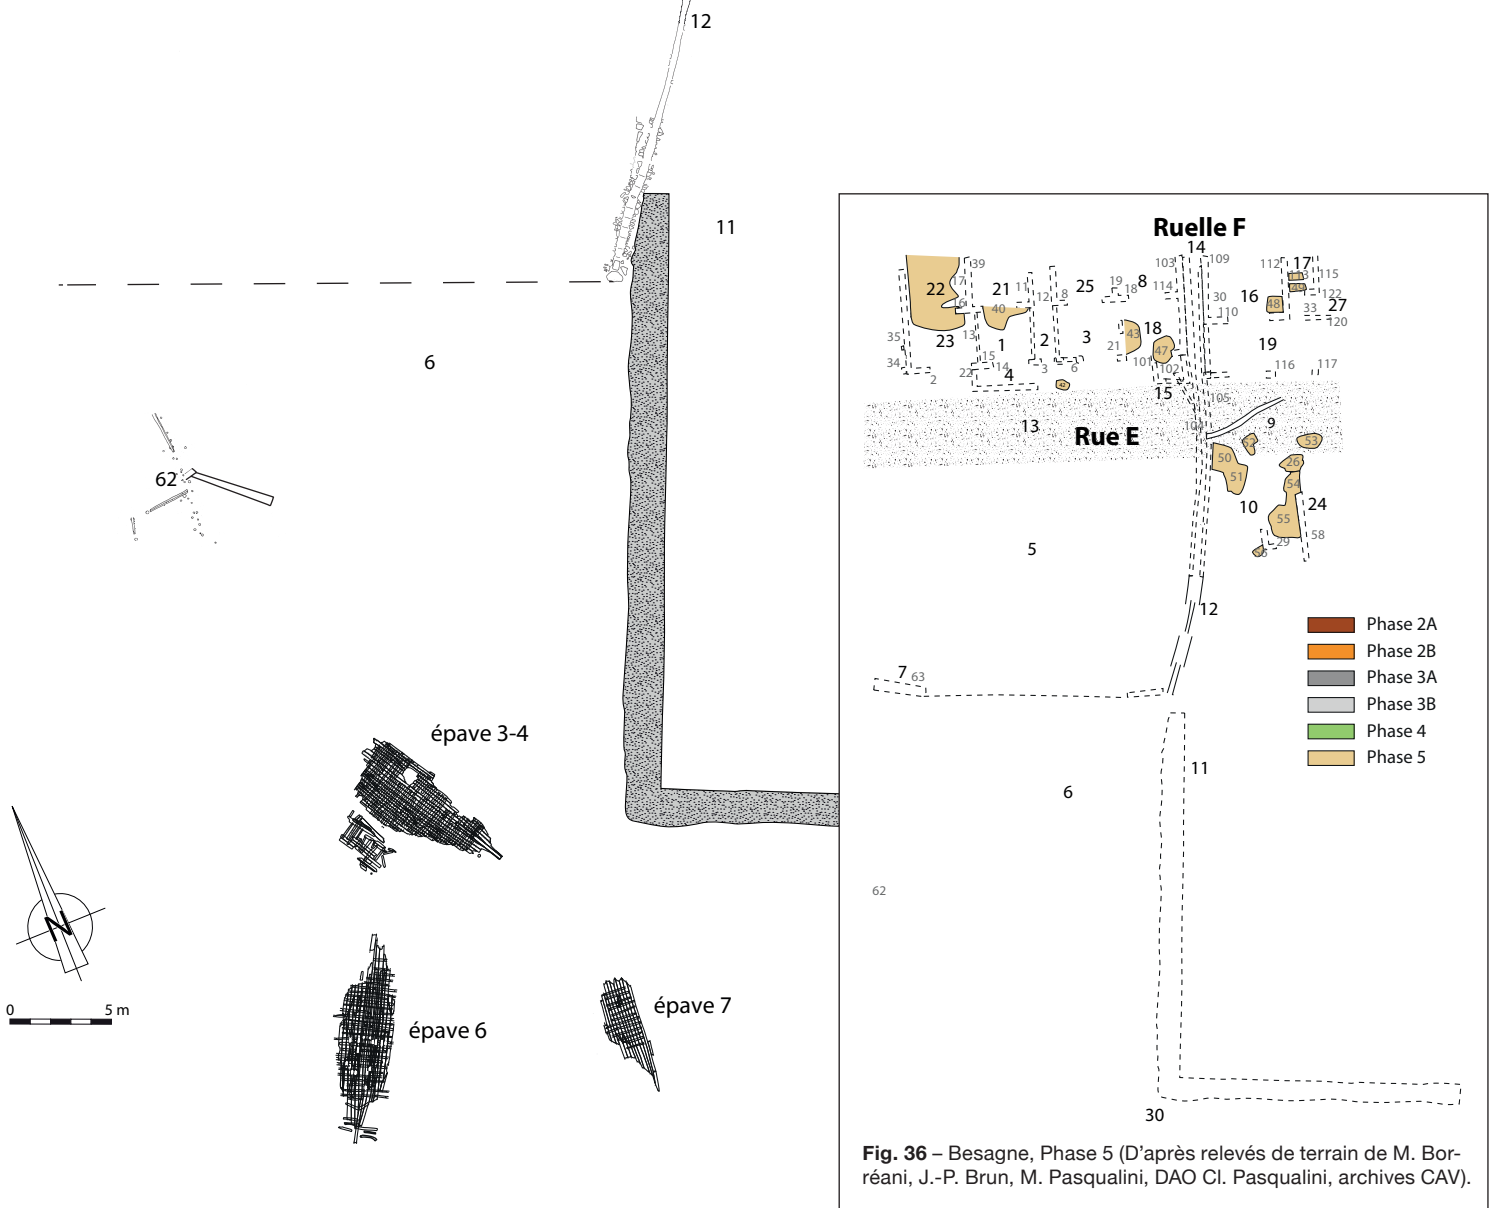 12
11
6
62
épave 3-4
N
0 5 m
épave 6
épave 7
Ruelle F
14
103 109
112 17 115
39
22 17 21 11 12 8 25 19 18 8 114
113
20
30 110 16 48 122
33 27
120
16 40
35 23 13 1 2 3 21 43 18 47 19
34 2 22 15 14 4 3 6 101 102 116 117
42
15
105
13 Rue E 104 9
52 53
50 26
51 54
10 24
55
5 29 58
56
12
Phase 2A
Phase 2B
Phase 3A
Phase 3B
Phase 4
Phase 5
7 63
11
6
62
30
Fig. 36 – Besagne, Phase 5 (D'après relevés de terrain de M. Bor-
réani, J.-P. Brun, M. Pasqualini, DAO Cl. Pasqualini, archives CAV).